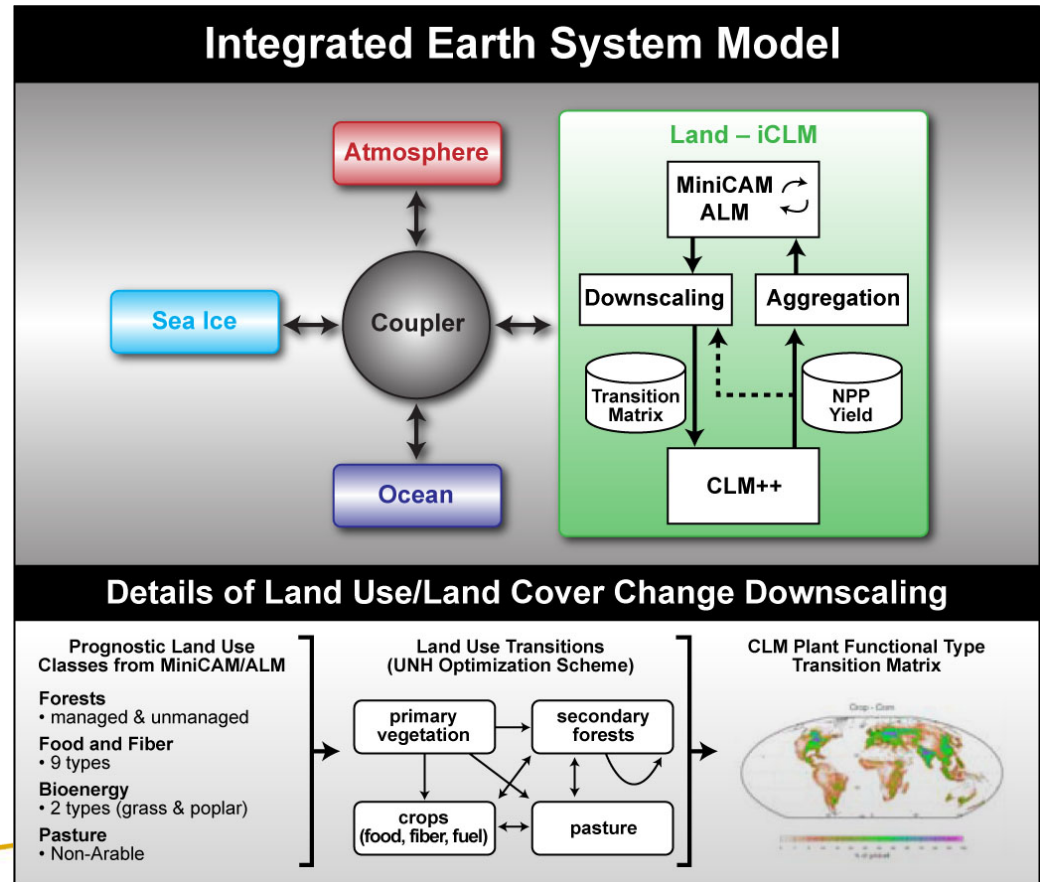 Integrated Earth System Model
Atmosphere
Sea Ice
Coupler
Ocean
Land – iCLM
MiniCAM
ALM
Downscaling
Aggregation
Transition
Matrix
NPP
Yield
CLM++
Details of Land Use/Land Cover Change Downscaling
Prognostic Land Use
Classes from MiniCAM/ALM
Forests
• managed & unmanaged
Food and Fiber
• 9 types
Bioenergy
• 2 types (grass & poplar)
Pasture
• Non-Arable
Land Use Transitions
(UNH Optimization Scheme)
primary
vegetation
secondary
forests
crops
(food, fiber, fuel)
pasture
CLM Plant Functional Type
Transition Matrix
Crop - Corn